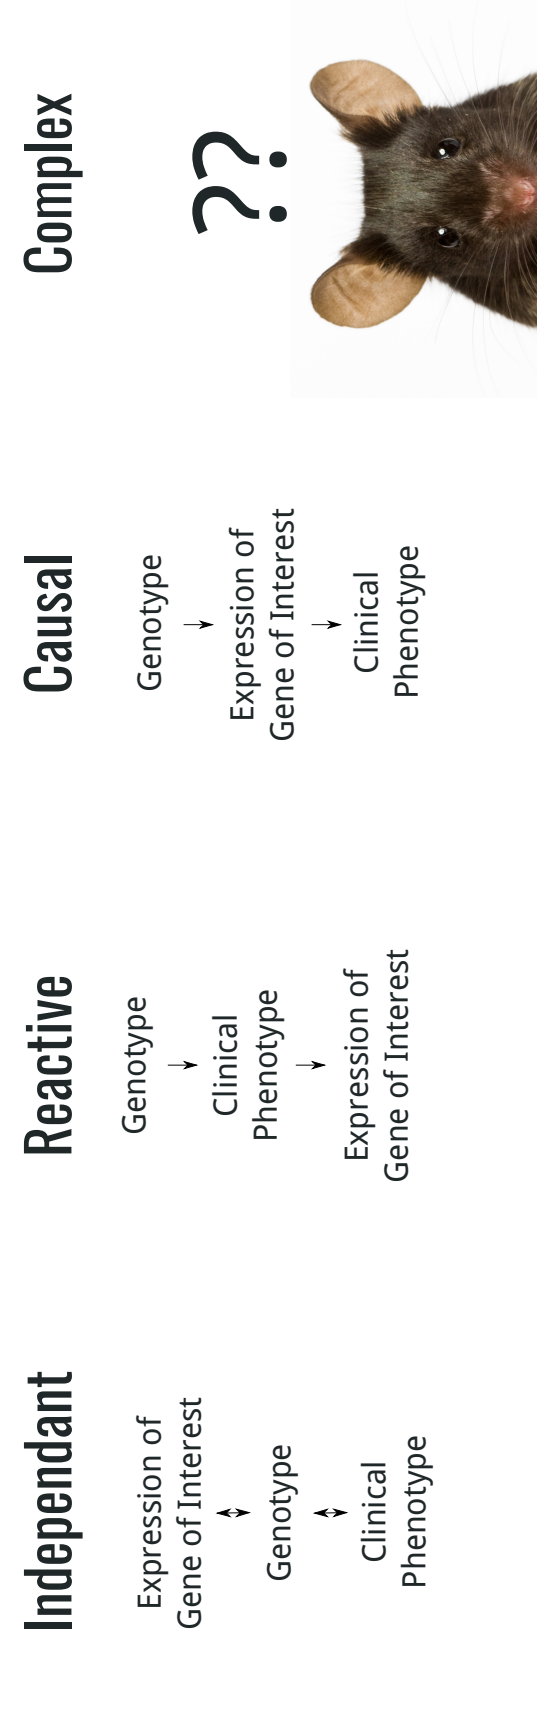 Independant
Expression of
Gene of Interest
Genotype
Clinical
Phenotype
Reactive
Genotype
Clinical
Phenotype
Expression of
Gene of Interest
Causal
Genotype
Expression of
Gene of Interest
Clinical
Phenotype
Complex
??